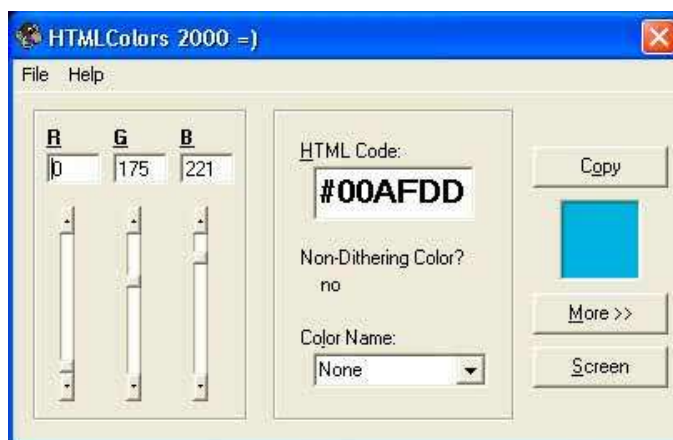 HTMLColors 2000 =)
File Help
R G B
0 175 221
HTML Code:
#00AFDD
Non-Dithering Color?
no
Color Name:
None
Copy
More >>
Screen